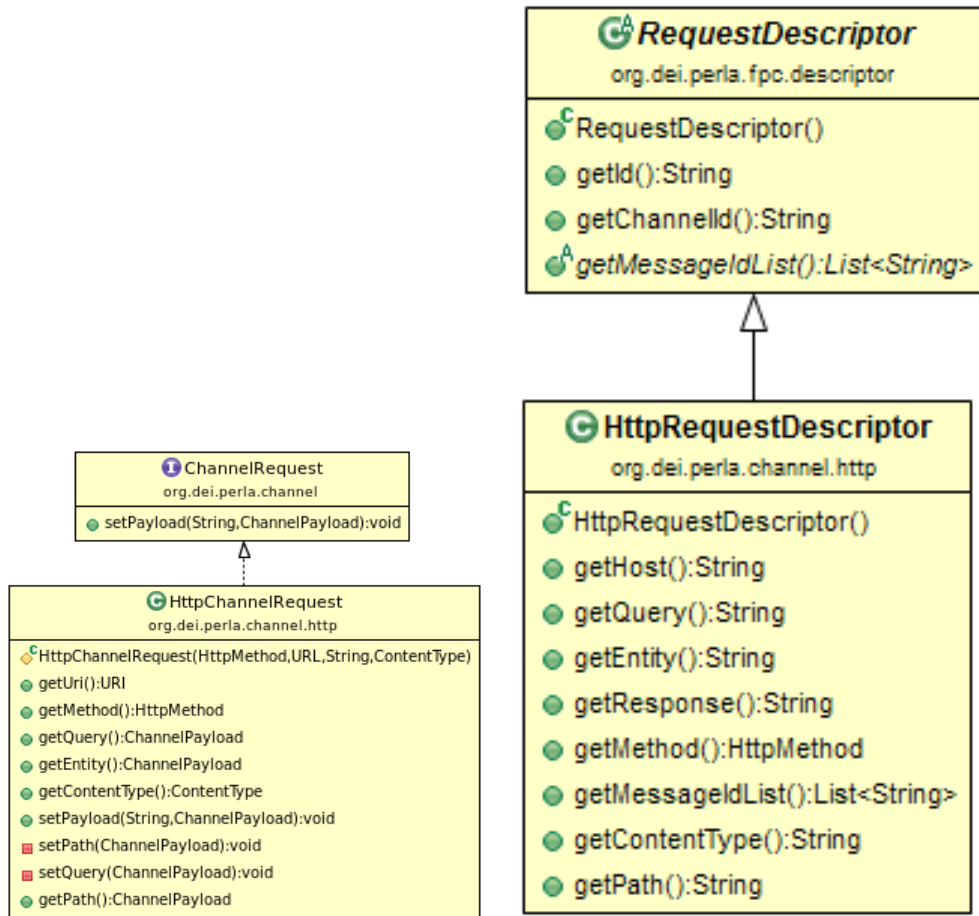 RequestDescriptor
org.dei.perla.fpc.descriptor
RequestDescriptor()
getId():String
getChannelId():String
getMessageIdList():List<String>
HttpRequestDescriptor
org.dei.perla.channel.http
HttpRequestDescriptor()
getHost():String
getQuery():String
getEntity():String
getResponse():String
getMethod():HttpMethod
getMessageIdList():List<String>
getContentType():String
getPath():String
ChannelRequest
org.dei.perla.channel
setPayload(String,ChannelPayload):void
HttpChannelRequest
org.dei.perla.channel.http
HttpChannelRequest(HttpMethod,URL,String,ContentType)
getUri():URI
getMethod():HttpMethod
getQuery():ChannelPayload
getEntity():ChannelPayload
getContentType():ContentType
setPayload(String,ChannelPayload):void
setPath(ChannelPayload):void
setQuery(ChannelPayload):void
getPath():ChannelPayload